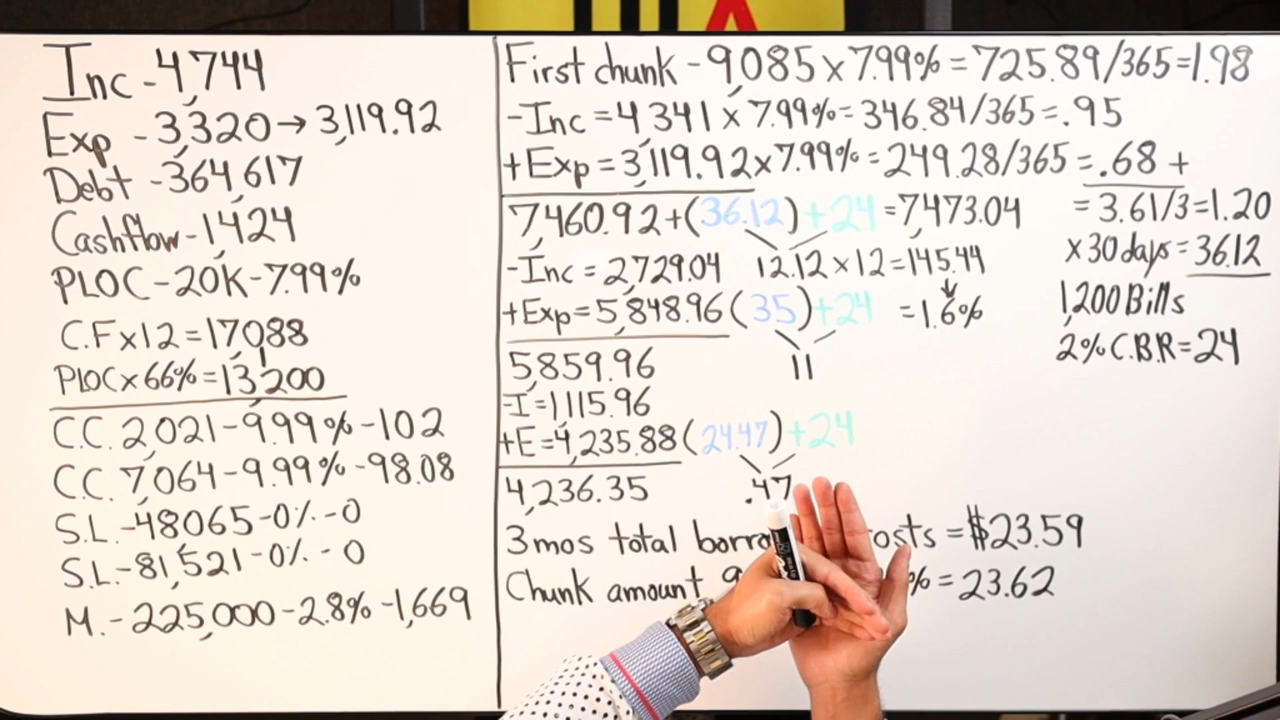 Inc - 4,744
Exp - 3,320 → 3,119.92
Debt - 364,617
Cashflow - 1,424
PLOC - 20K - 7.99%
C.F x 12 = 17,088
PLOC x 66% = 13,200
C.C. 2,021 - 9.99% - 102
C.C. 7,064 - 9.99% - 98.08
S.L. - 48065 - 0% - 0
S.L. - 81,521 - 0% - 0
M. - 225,000 - 2.8% - 1,669
First chunk - 9,085 x 7.99% = 725.89/365 = 1.98
- Inc = 4,341 x 7.99% = 346.84/365 = .95
+ Exp = 3,119.92 x 7.99% = 249.28/365 = .68 +
= 3.61/3 = 1.20
x 30 days = 36.12
7,460.92 + (36.12) + 24 = 7,473.04
12.12 x 12 = 145.44
- Inc = 2,729.04
+ Exp = 5,848.96 (35) + 24 = 1.6%
11
1,200 Bills
2% C.B.R = 24
5,859.96
- I = 1115.96
+ E = 4,235.88 (24.47) + 24
.47
4,236.35
3 mos total = $23.59
Chunk amount % = 23.62